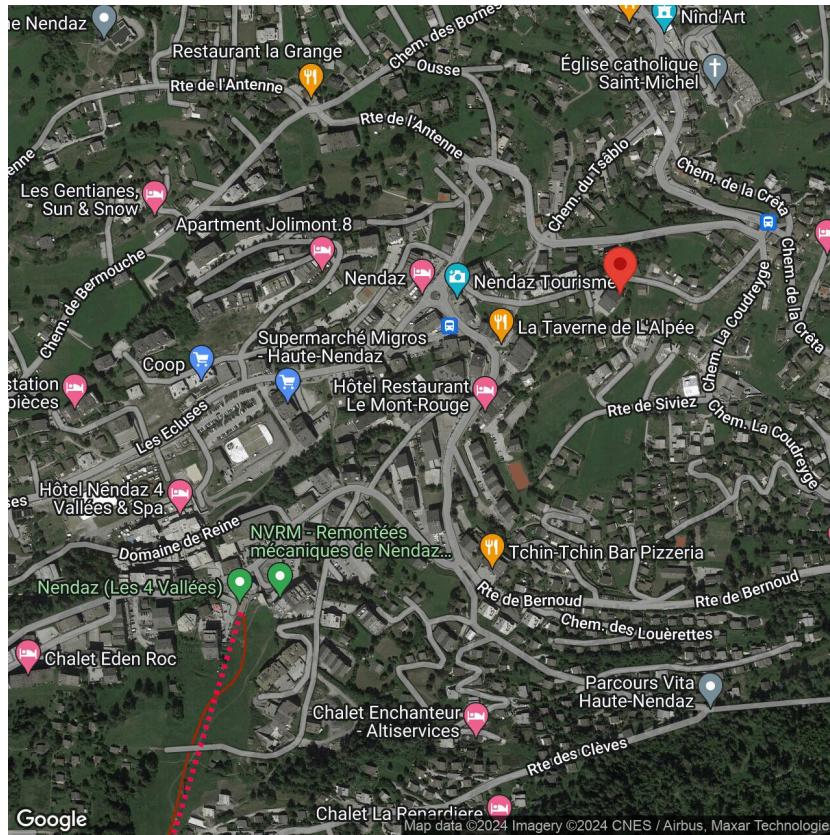 ne Nendaz
Nînd'Art
Restaurant la Grange
Chem. des Bornes
Ousse
Église catholique
Saint-Michel
Rte de l'Antenne
Rte de l'Antenne
enne
Chem. du Tsâblo
Chem. de la Crêta
Les Gentianes,
Sun & Snow
Apartment Jolimont.8
Chem. de Bermouche
Nendaz
Nendaz Tourisme
Chem. de la Crêta
Chem. La Coudreyge
La Taverne de L'Alpée
Supermarché Migros
- Haute-Nendaz
Coop
station
pièces
Hôtel Restaurant
Le Mont-Rouge
Les Ecluses
Rte de Siviez
Chem. La Coudreyge
ses
Hôtel Nendaz 4
Vallées & Spa
Domaine de Reine
NVRM - Remontées
mécaniques de Nendaz...
Tchin-Tchin Bar Pizzeria
Nendaz (Les 4 Vallées)
Rte de Bernoud
Rte de Bernoud
Chem. des Louèrettes
Chalet Eden Roc
Parcours Vita
Haute-Nendaz
Chalet Enchanteur
- Altiservices
Rte des Clèves
Chalet La Renardiere
Google
Map data ©2024 Imagery ©2024 CNES / Airbus, Maxar Technologie